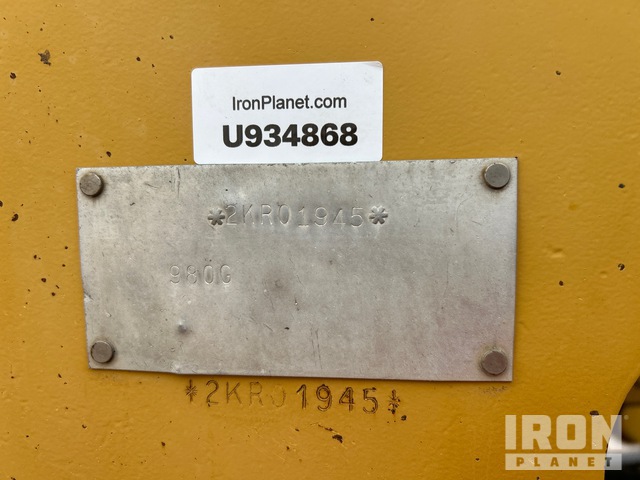 IronPlanet.com
U934868
*2KR01945*
980G
*2KR01945*
IRON
PLANET